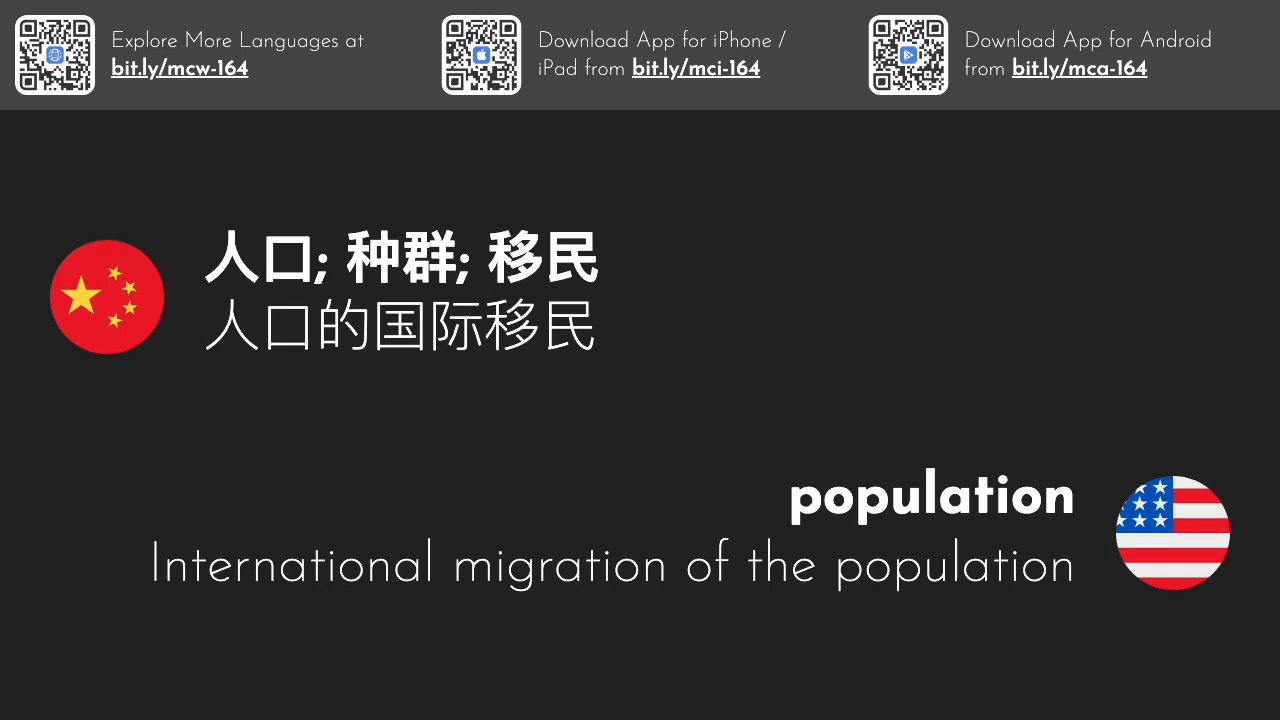 Explore More Languages at
bit.ly/mcw-164
Download App for iPhone /
iPad from bit.ly/mci-164
Download App for Android
from bit.ly/mca-164
人口; 种群; 移民
人口的国际移民
population
International migration of the population